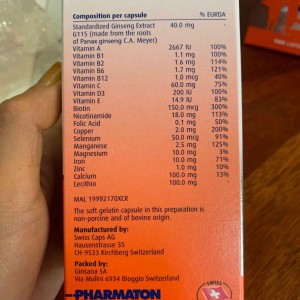 Composition per capsule % EURDA
Standardized Ginseng Extract 40.0 mg
G115 (made from the roots
of Panax ginseng C.A. Meyer)
Vitamin A 2667 IU 100%
Vitamin B1 1.1 mg 100%
Vitamin B2 1.6 mg 114%
Vitamin B6 1.7 mg 121%
Vitamin B12 1.0 mcg 40%
Vitamin C 60.0 mg 75%
Vitamin D3 200 IU 100%
Vitamin E 14.9 mg 83%
Biotin 150.0 mcg 300%
Nicotinamide 18.0 mg 113%
Folic Acid 0.1 mg 50%
Copper 2.0 mg 200%
Selenium 50.0 mcg 91%
Manganese 2.5 mg 125%
Magnesium 10.0 mg 3%
Iron 10.0 mg 71%
Zinc 1.0 mg 10%
Calcium 100.0 mg 13%
Lecithin 100.0 mg
MAL 19992170XCR
The soft gelatin capsule in this preparation is
non-porcine and of bovine origin.
Manufactured by:
Swiss Caps AG
Hausenstrasse 35
CH-9533 Kirchberg Switzerland
Packed by:
Ginsana SA
Via Mulini 6934 Bioggio Switzerland
PHARMATON
SWISS